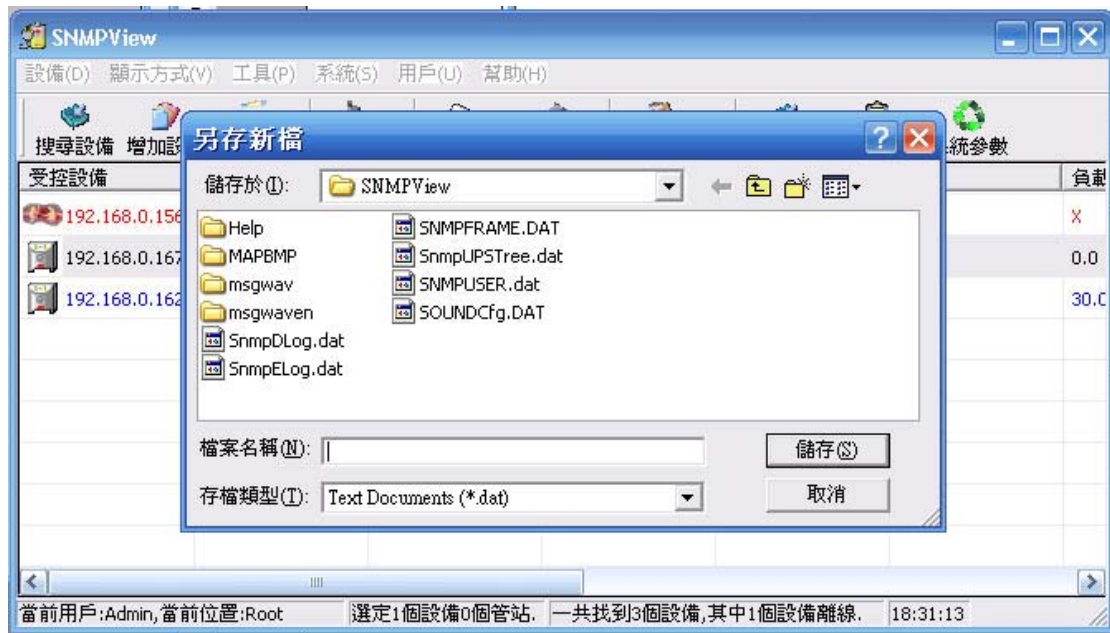 SNMPView
設備(D) 顯示方式(V) 工具(P) 系統(S) 用戶(U) 幫助(H)
搜尋設備 增加設 統參數
受控設備 負載
192.168.0.156 X
192.168.0.167 0.0
192.168.0.162 30.0
另存新檔
儲存於(I): SNMPView
Help
MAPBMP
msgwav
msgwaven
SnmpDLog.dat
SnmpELog.dat
SNMPFRAME.DAT
SnmpUPSTree.dat
SNMPUSER.dat
SOUNDCfg.DAT
檔案名稱(N): 儲存(S)
存檔類型(T): Text Documents (*.dat) 取消
當前用戶:Admin,當前位置:Root 選定1個設備0個管站. 一共找到3個設備,其中1個設備離線. 18:31:13